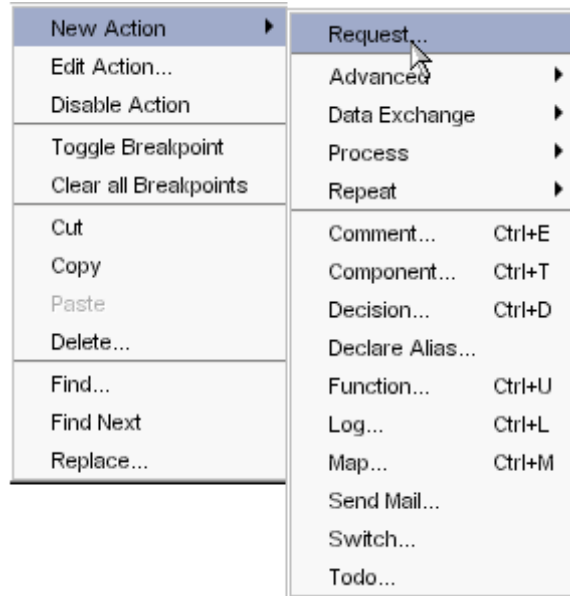 New Action
Edit Action...
Disable Action
Toggle Breakpoint
Clear all Breakpoints
Cut
Copy
Paste
Delete...
Find...
Find Next
Replace...
Request...
Advanced
Data Exchange
Process
Repeat
Comment... Ctrl+E
Component... Ctrl+T
Decision... Ctrl+D
Declare Alias...
Function... Ctrl+U
Log... Ctrl+L
Map... Ctrl+M
Send Mail...
Switch...
Todo...